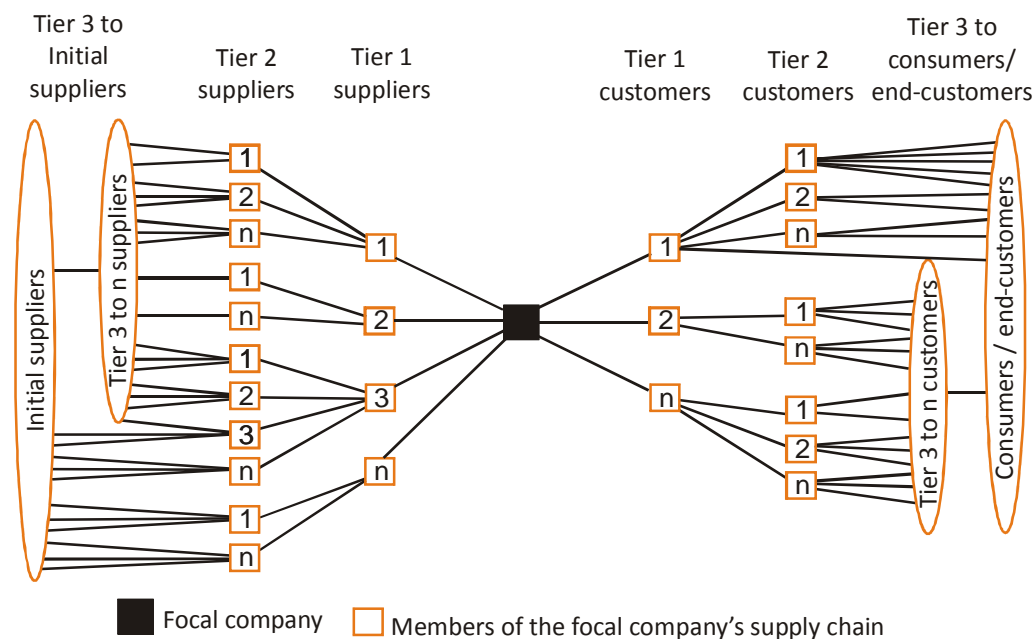 Tier 3 to
Initial
suppliers
Tier 2
suppliers
Tier 1
suppliers
Tier 1
customers
Tier 2
customers
Tier 3 to
consumers/
end-customers
Initial suppliers
Tier 3 to n suppliers
1
2
n
1
n
1
2
3
n
1
n
1
2
3
n
1
2
n
1
2
n
1
n
1
2
n
Tier 3 to n customers
Consumers / end-customers
Focal company
Members of the focal company's supply chain